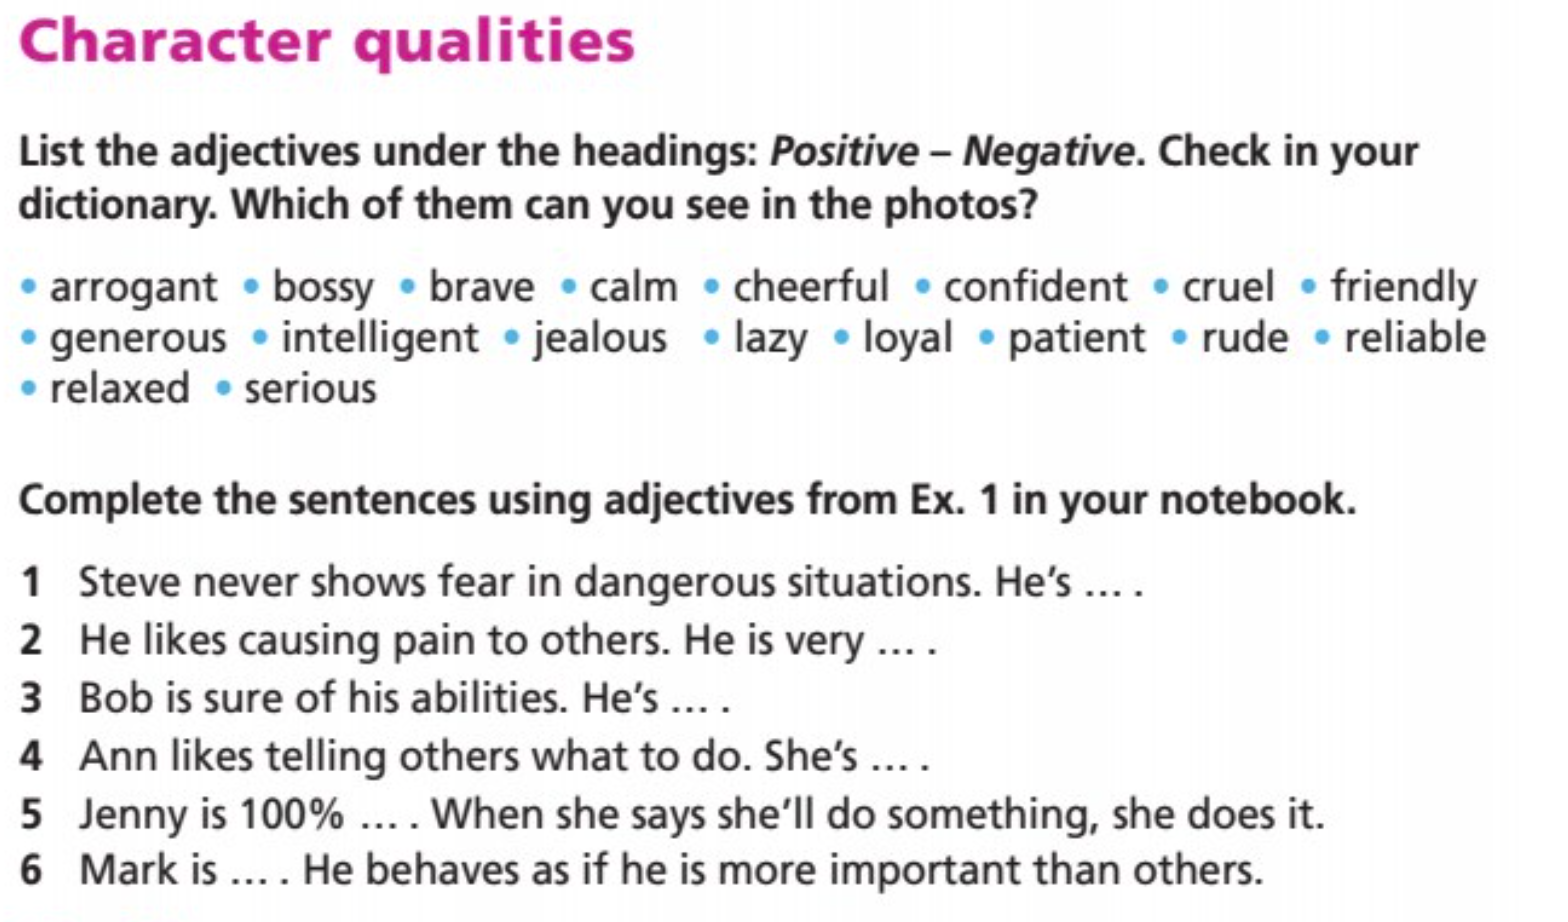 Character qualities
List the adjectives under the headings: Positive – Negative. Check in your
dictionary. Which of them can you see in the photos?
• arrogant • bossy • brave • calm • cheerful • confident • cruel • friendly
• generous • intelligent • jealous • lazy • loyal • patient • rude • reliable
• relaxed • serious
Complete the sentences using adjectives from Ex. 1 in your notebook.
1 Steve never shows fear in dangerous situations. He’s ... .
2 He likes causing pain to others. He is very ... .
3 Bob is sure of his abilities. He’s ... .
4 Ann likes telling others what to do. She’s ... .
5 Jenny is 100% ... . When she says she’ll do something, she does it.
6 Mark is ... . He behaves as if he is more important than others.